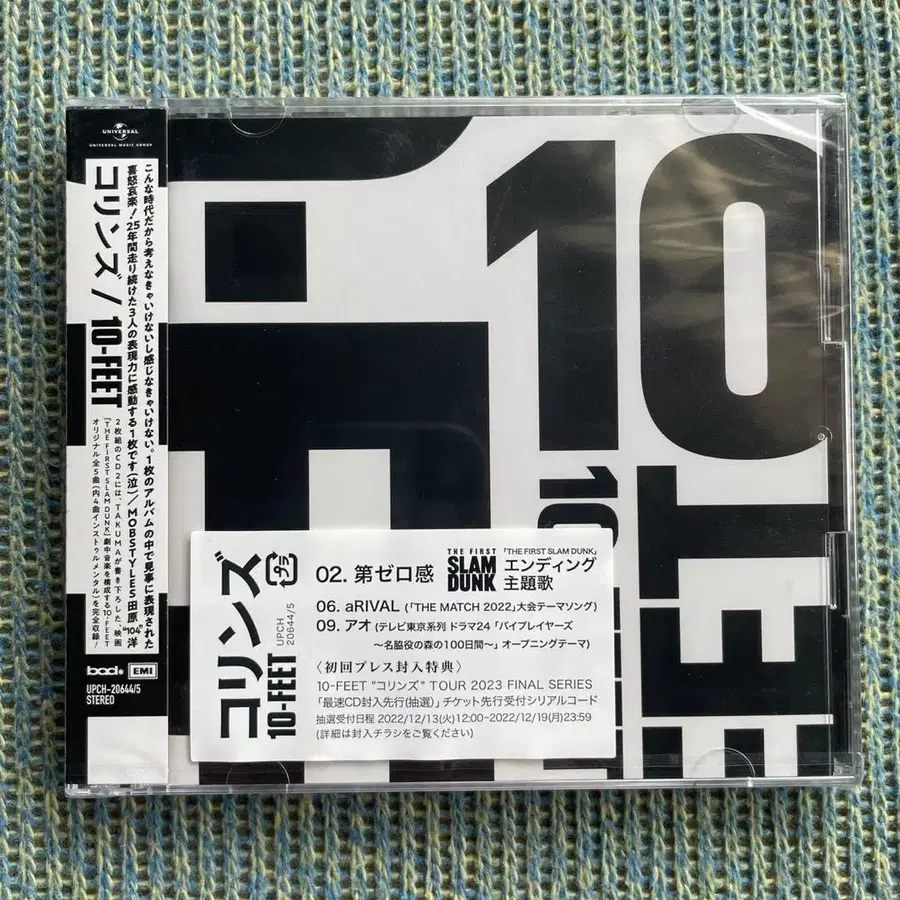 UNIVERSAL
UNIVERSAL MUSIC GROUP
コリンズ / 10-FEET
こんな時代だから考えなきゃいけないし感じなきゃいけない。1枚のアルバムの中で見事に表現された
喜怒哀楽！25年間走り続けた3人の表現力に感動する1枚です(泣)/MOBSTYLES田原“104”洋
2枚組のCD2には、TAKUMAが書き下ろした、映画
「THE FIRST SLAM DUNK」劇中音楽を構成する10-FEET
オリジナル全5曲(内4曲インストゥルメンタル)を完全収録!
bad. EMI
UPCH-20644/5
STEREO
10
10
コリンズ
プラ
10-FEET
UPCH
20644/5
02. 第ゼロ感
THE FIRST
SLAM
DUNK
「THE FIRST SLAM DUNK」
エンディング
主題歌
06. aRIVAL (「THE MATCH 2022」大会テーマソング)
09. アオ (テレビ東京系列 ドラマ24「バイプレイヤーズ
〜名脇役の森の100日間〜」オープニングテーマ)
〈初回プレス封入特典〉
10-FEET "コリンズ" TOUR 2023 FINAL SERIES
「最速CD封入先行(抽選)」チケット先行受付シリアルコード
抽選受付日程 2022/12/13(火)12:00~2022/12/19(月)23:59
(詳細は封入チラシをご覧ください)